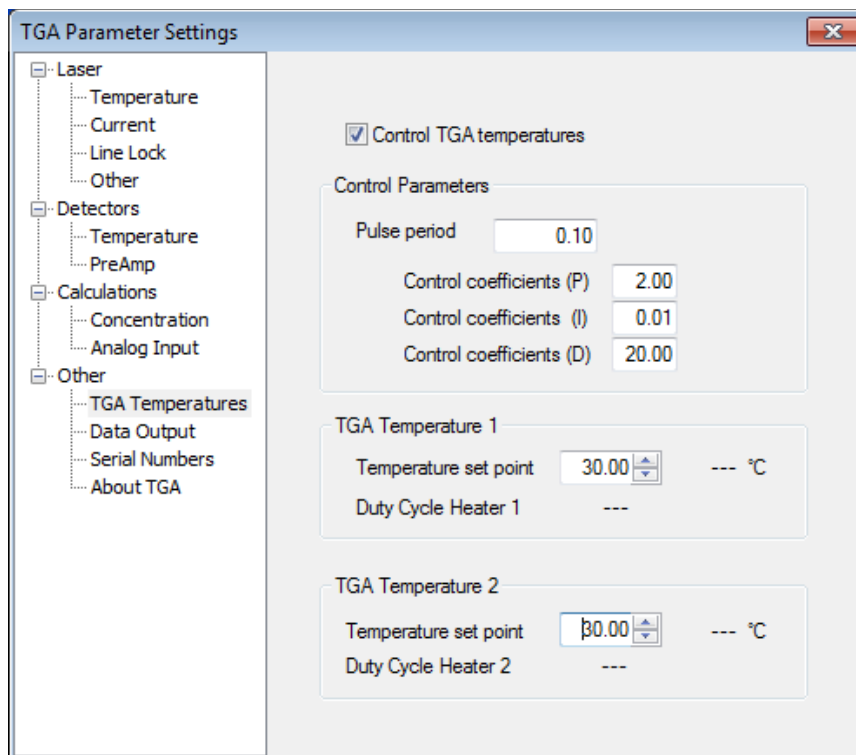 TGA Parameter Settings
Laser
Temperature
Current
Line Lock
Other
Detectors
Temperature
PreAmp
Calculations
Concentration
Analog Input
Other
TGA Temperatures
Data Output
Serial Numbers
About TGA
Control TGA temperatures
Control Parameters
Pulse period 0.10
Control coefficients (P) 2.00
Control coefficients (I) 0.01
Control coefficients (D) 20.00
TGA Temperature 1
Temperature set point 30.00 --- °C
Duty Cycle Heater 1 ---
TGA Temperature 2
Temperature set point 30.00 --- °C
Duty Cycle Heater 2 ---